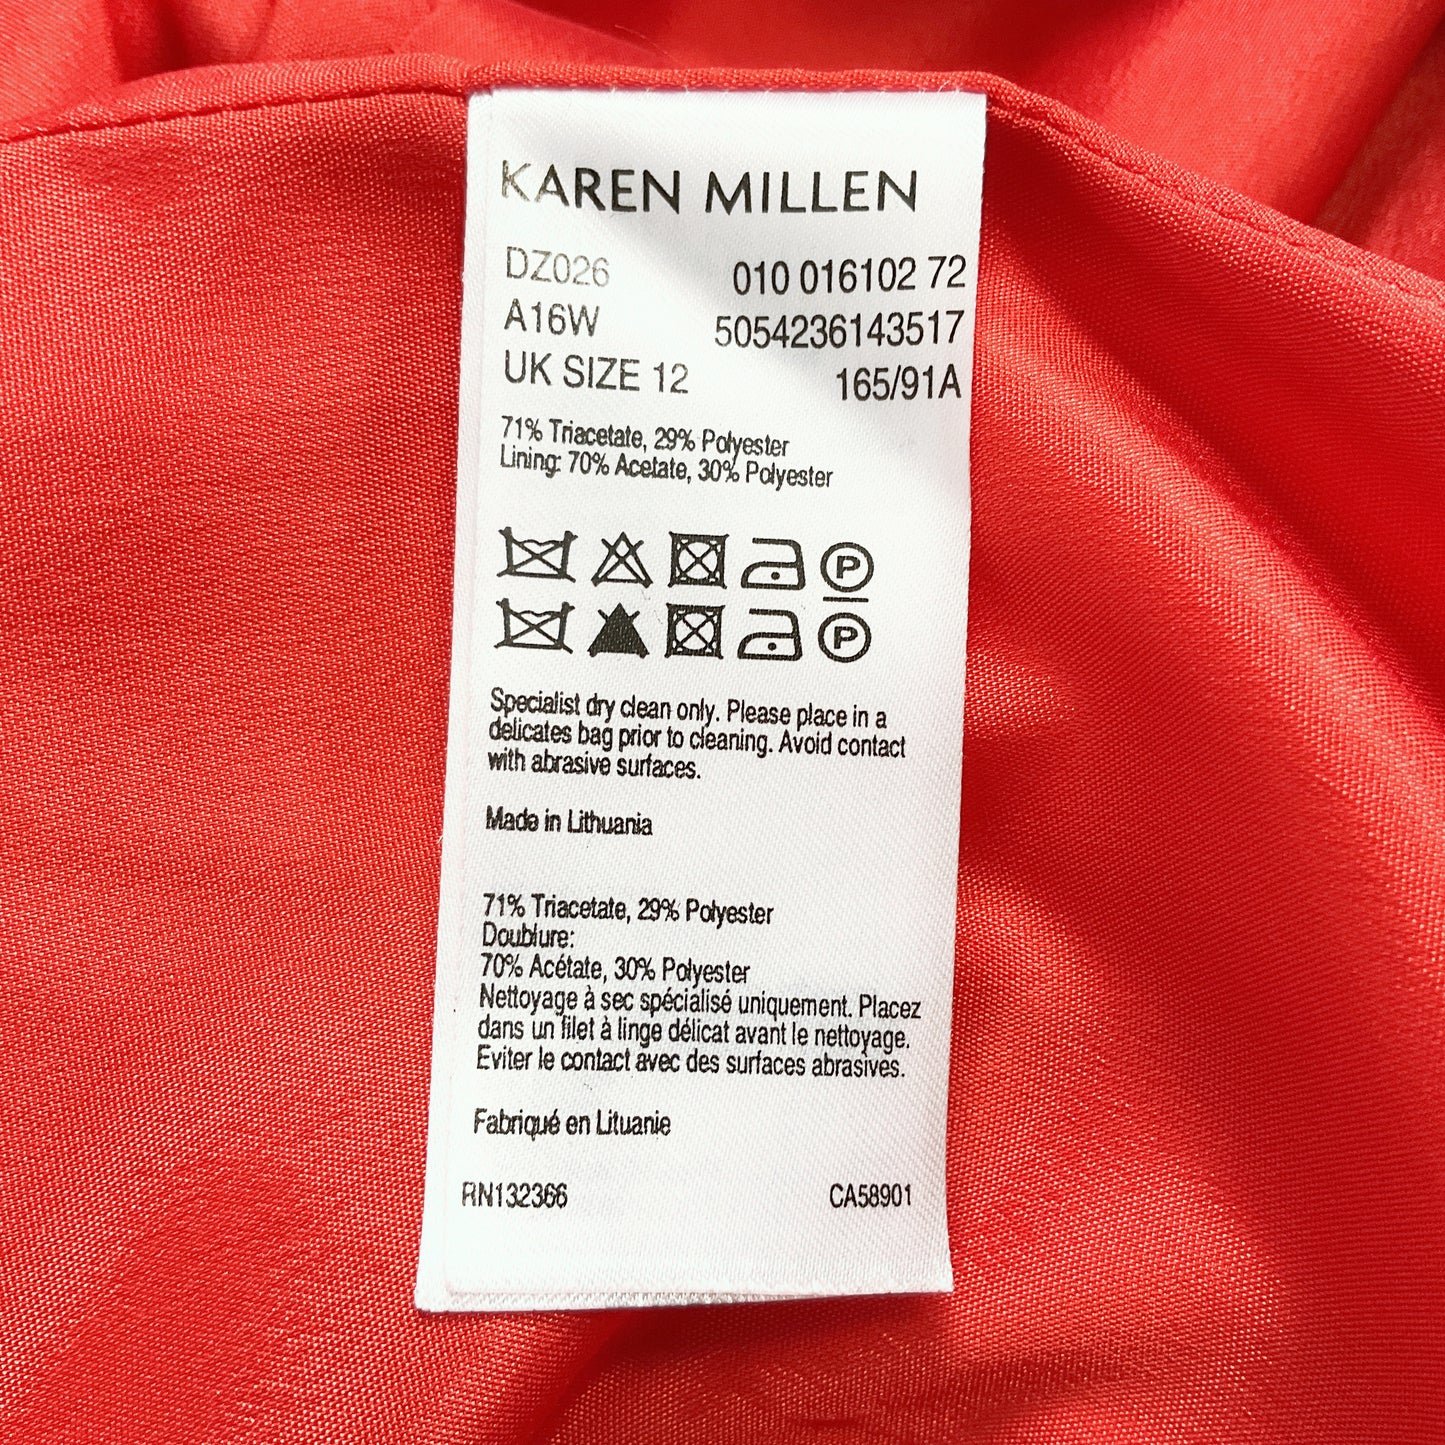 KAREN MILLEN
DZ026 010 016102 72
A16W 5054236143517
UK SIZE 12 165/91A
71% Triacetate, 29% Polyester
Lining: 70% Acetate, 30% Polyester
P
P
Specialist dry clean only. Please place in a
delicates bag prior to cleaning. Avoid contact
with abrasive surfaces.
Made in Lithuania
71% Triacetate, 29% Polyester
Doublure:
70% Acétate, 30% Polyester
Nettoyage à sec spécialisé uniquement. Placez
dans un filet à linge délicat avant le nettoyage.
Eviter le contact avec des surfaces abrasives.
Fabriqué en Lituanie
RN132366 CA58901